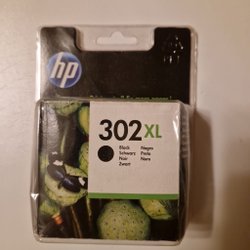 hp
302XL
Black Negro
Schwarz Preto
Noir Nero
Zwart